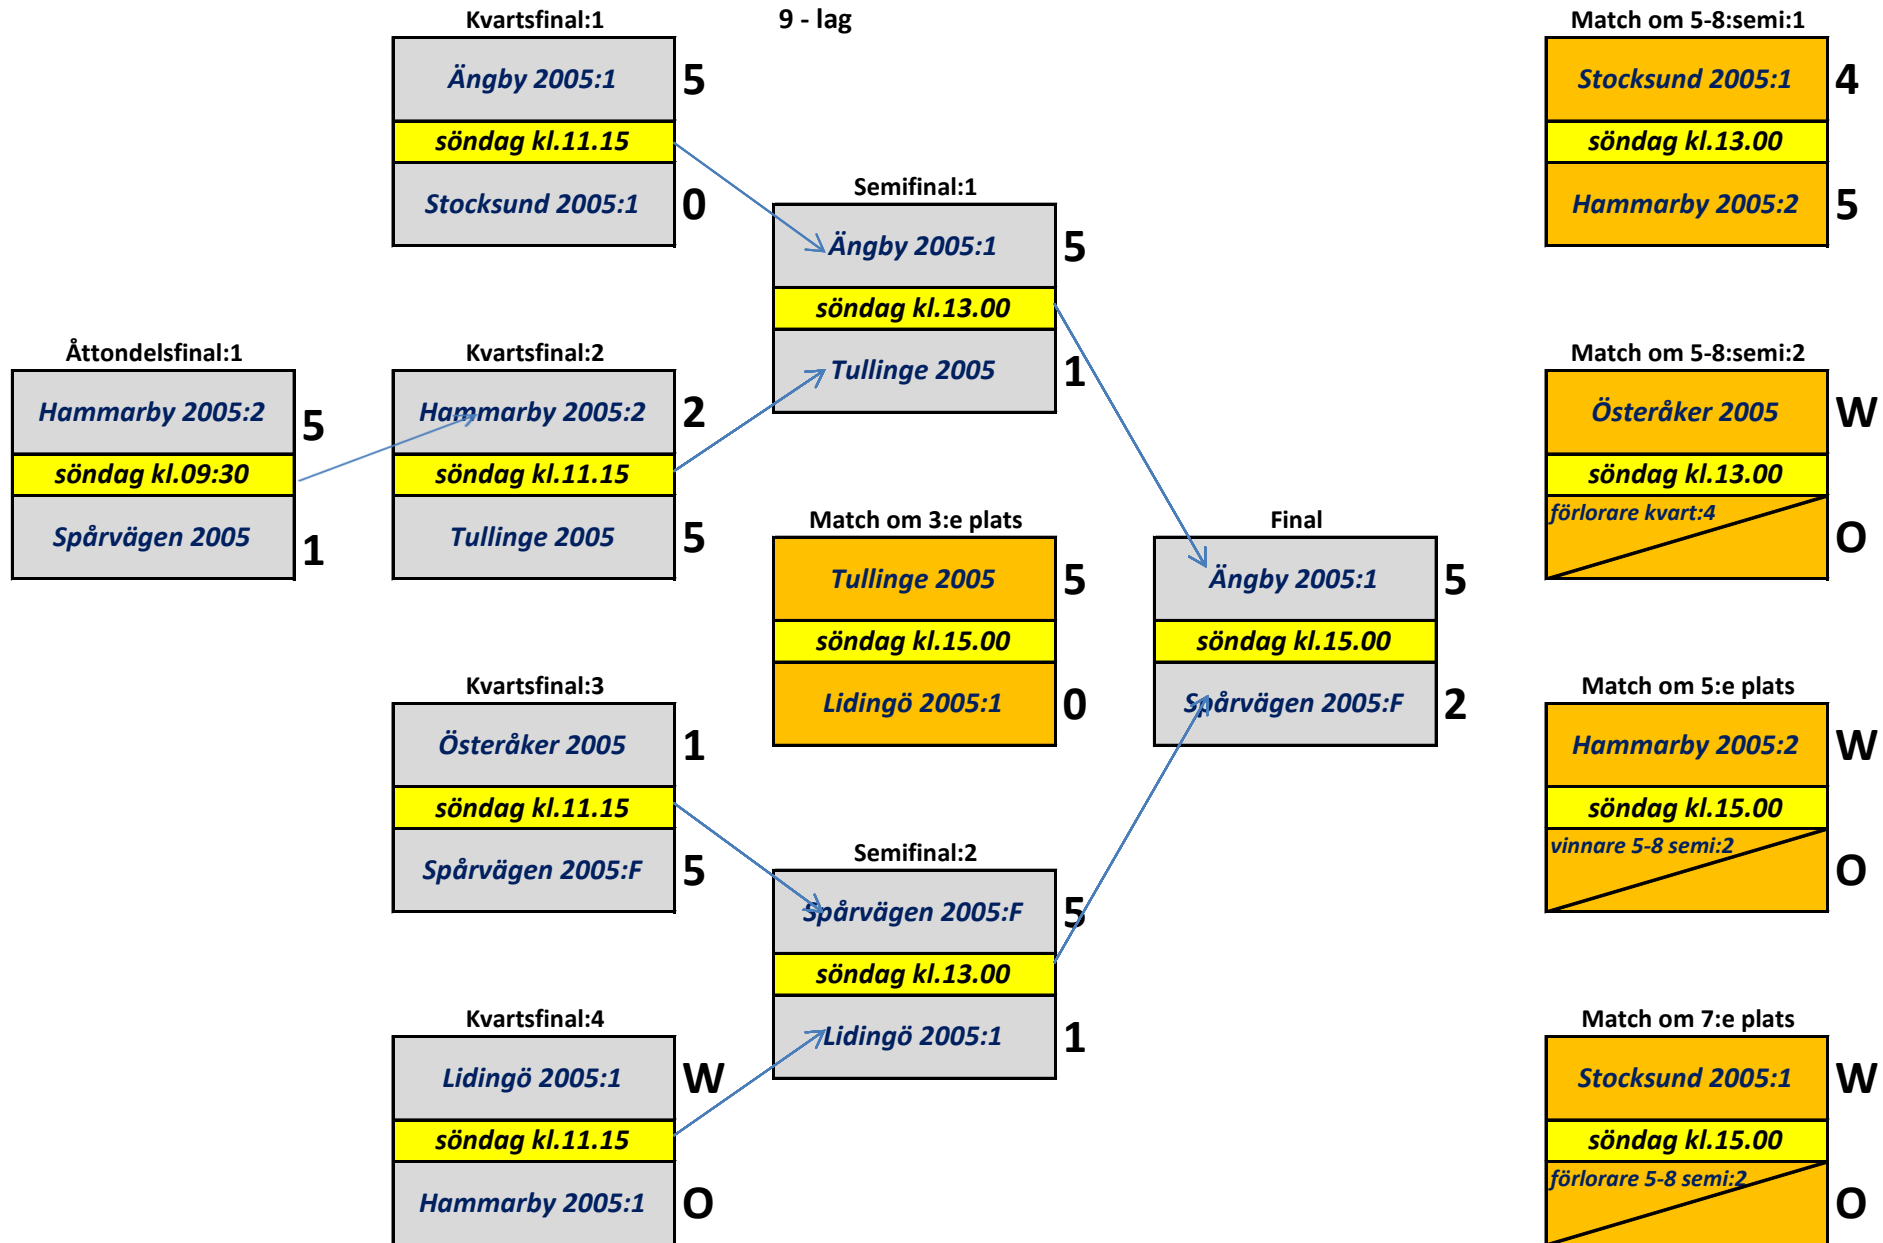 Kvartsfinal:1
Ängby 2005:1 5
söndag kl.11.15
Stocksund 2005:1 0
9 - lag
Match om 5-8:semi:1
Stocksund 2005:1 4
söndag kl.13.00
Hammarby 2005:2 5
Semifinal:1
Ängby 2005:1 5
söndag kl.13.00
Tullinge 2005 1
Åttondelsfinal:1
Hammarby 2005:2 5
söndag kl.09:30
Spårvägen 2005 1
Kvartsfinal:2
Hammarby 2005:2 2
söndag kl.11.15
Tullinge 2005 5
Match om 5-8:semi:2
Österåker 2005 W
söndag kl.13.00
förlorare kvart:4 O
Match om 3:e plats
Tullinge 2005 5
söndag kl.15.00
Lidingö 2005:1 0
Final
Ängby 2005:1 5
söndag kl.15.00
Spårvägen 2005:F 2
Kvartsfinal:3
Österåker 2005 1
söndag kl.11.15
Spårvägen 2005:F 5
Match om 5:e plats
Hammarby 2005:2 W
söndag kl.15.00
vinnare 5-8 semi:2 O
Semifinal:2
Spårvägen 2005:F 5
söndag kl.13.00
Lidingö 2005:1 1
Kvartsfinal:4
Lidingö 2005:1 W
söndag kl.11.15
Hammarby 2005:1 O
Match om 7:e plats
Stocksund 2005:1 W
söndag kl.15.00
förlorare 5-8 semi:2 O